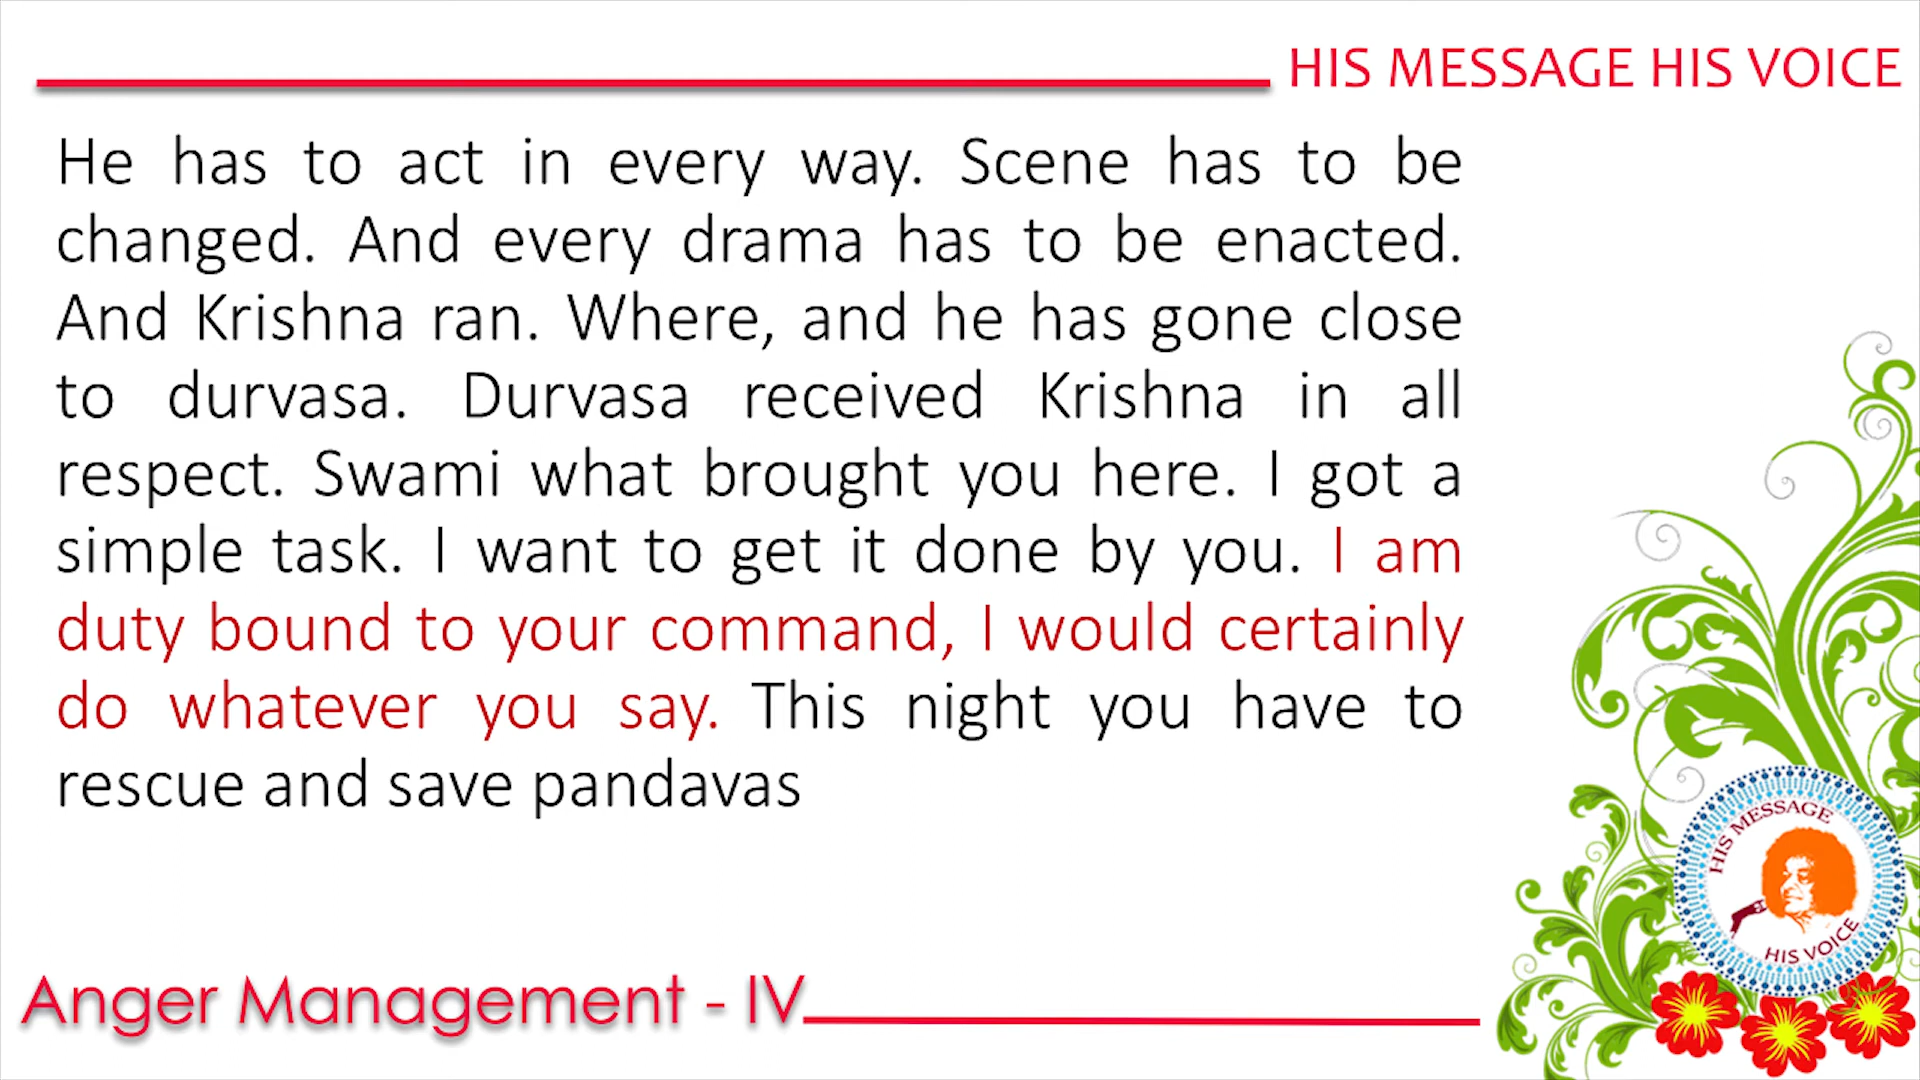 HIS MESSAGE HIS VOICE
He has to act in every way. Scene has to be
changed. And every drama has to be enacted.
And Krishna ran. Where, and he has gone close
to durvasa. Durvasa received Krishna in all
respect. Swami what brought you here. I got a
simple task. I want to get it done by you. I am
duty bound to your command, I would certainly
do whatever you say. This night you have to
rescue and save pandavas
HIS MESSAGE
HIS VOICE
Anger Management - IV